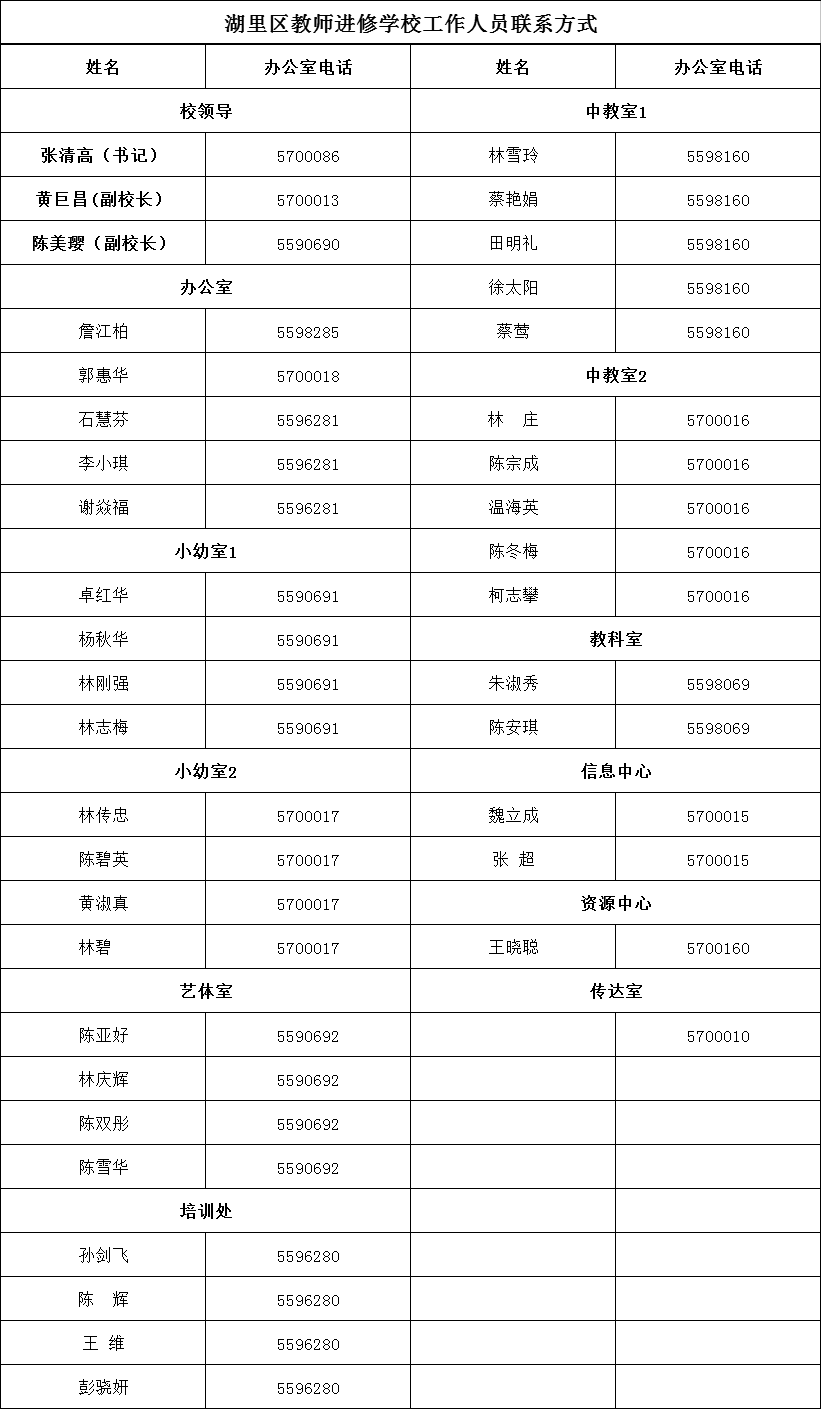 湖里区教师进修学校工作人员联系方式
姓名 办公室电话 姓名 办公室电话
校领导 中教室1
张清高（书记） 5700086 林雪玲 5598160
黄巨昌(副校长） 5700013 蔡艳娟 5598160
陈美璎（副校长） 5590690 田明礼 5598160
办公室 徐太阳 5598160
詹江柏 5598285 蔡莺 5598160
郭惠华 5700018 中教室2
石慧芬 5596281 林 庄 5700016
李小琪 5596281 陈宗成 5700016
谢焱福 5596281 温海英 5700016
小幼室1 陈冬梅 5700016
卓红华 5590691 柯志攀 5700016
杨秋华 5590691 教科室
林刚强 5590691 朱淑秀 5598069
林志梅 5590691 陈安琪 5598069
小幼室2 信息中心
林传忠 5700017 魏立成 5700015
陈碧英 5700017 张 超 5700015
黄淑真 5700017 资源中心
林碧 5700017 王晓聪 5700160
艺体室 传达室
陈亚好 5590692 5700010
林庆辉 5590692
陈双彤 5590692
陈雪华 5590692
培训处
孙剑飞 5596280
陈 辉 5596280
王 维 5596280
彭骁妍 5596280